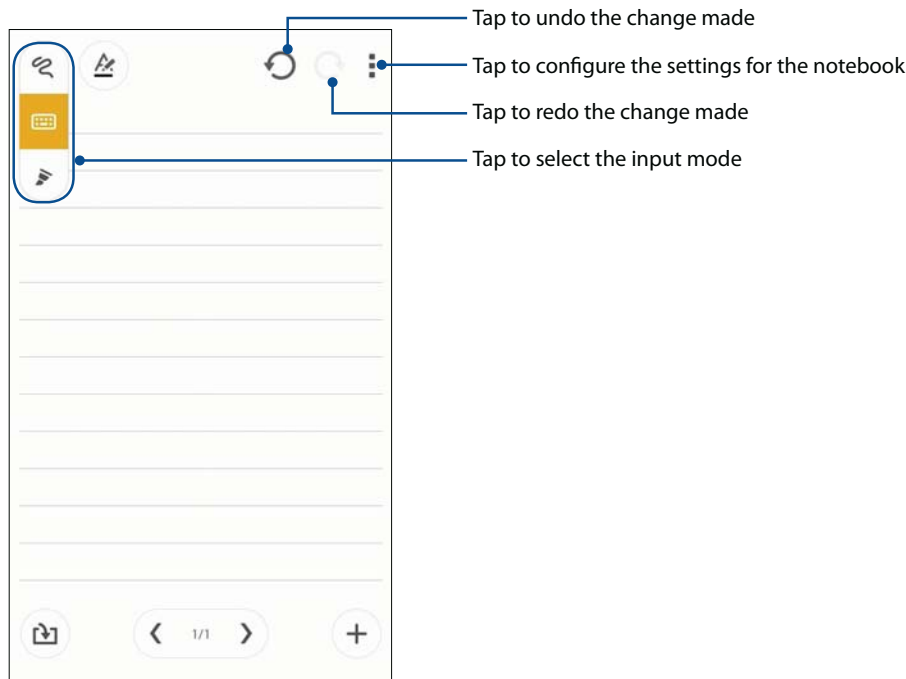 Tap to undo the change made
Tap to configure the settings for the notebook
Tap to redo the change made
Tap to select the input mode
1/1